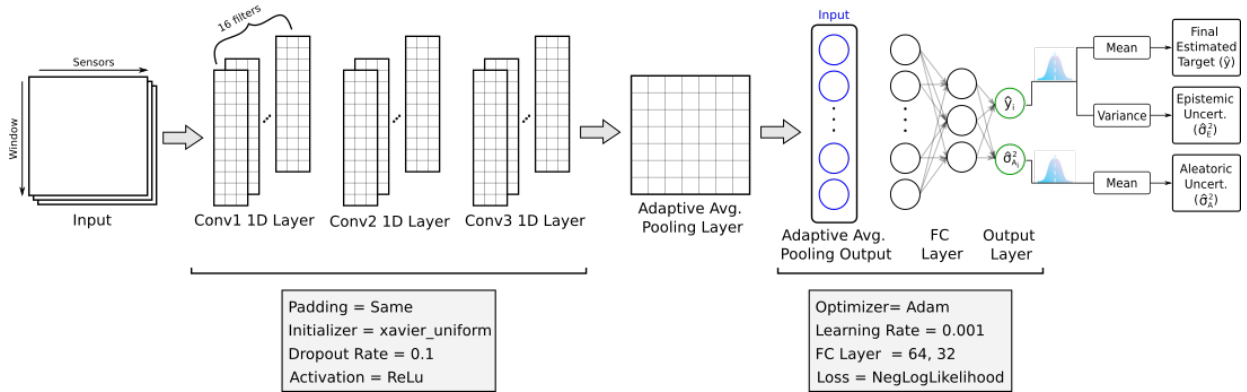 Sensors
Window
Input
16 filters
Conv1 1D Layer
Conv2 1D Layer
Conv3 1D Layer
Adaptive Avg.
Pooling Layer
Input
Adaptive Avg.
Pooling Output
FC
Layer
Output
Layer
ŷi
σ̂²Ai
Mean
Variance
Mean
Final
Estimated
Target (ŷ)
Epistemic
Uncert.
(σ̂²E)
Aleatoric
Uncert.
(σ̂²A)
Padding = Same
Initializer = xavier_uniform
Dropout Rate = 0.1
Activation = ReLu
Optimizer= Adam
Learning Rate = 0.001
FC Layer = 64, 32
Loss = NegLogLikelihood